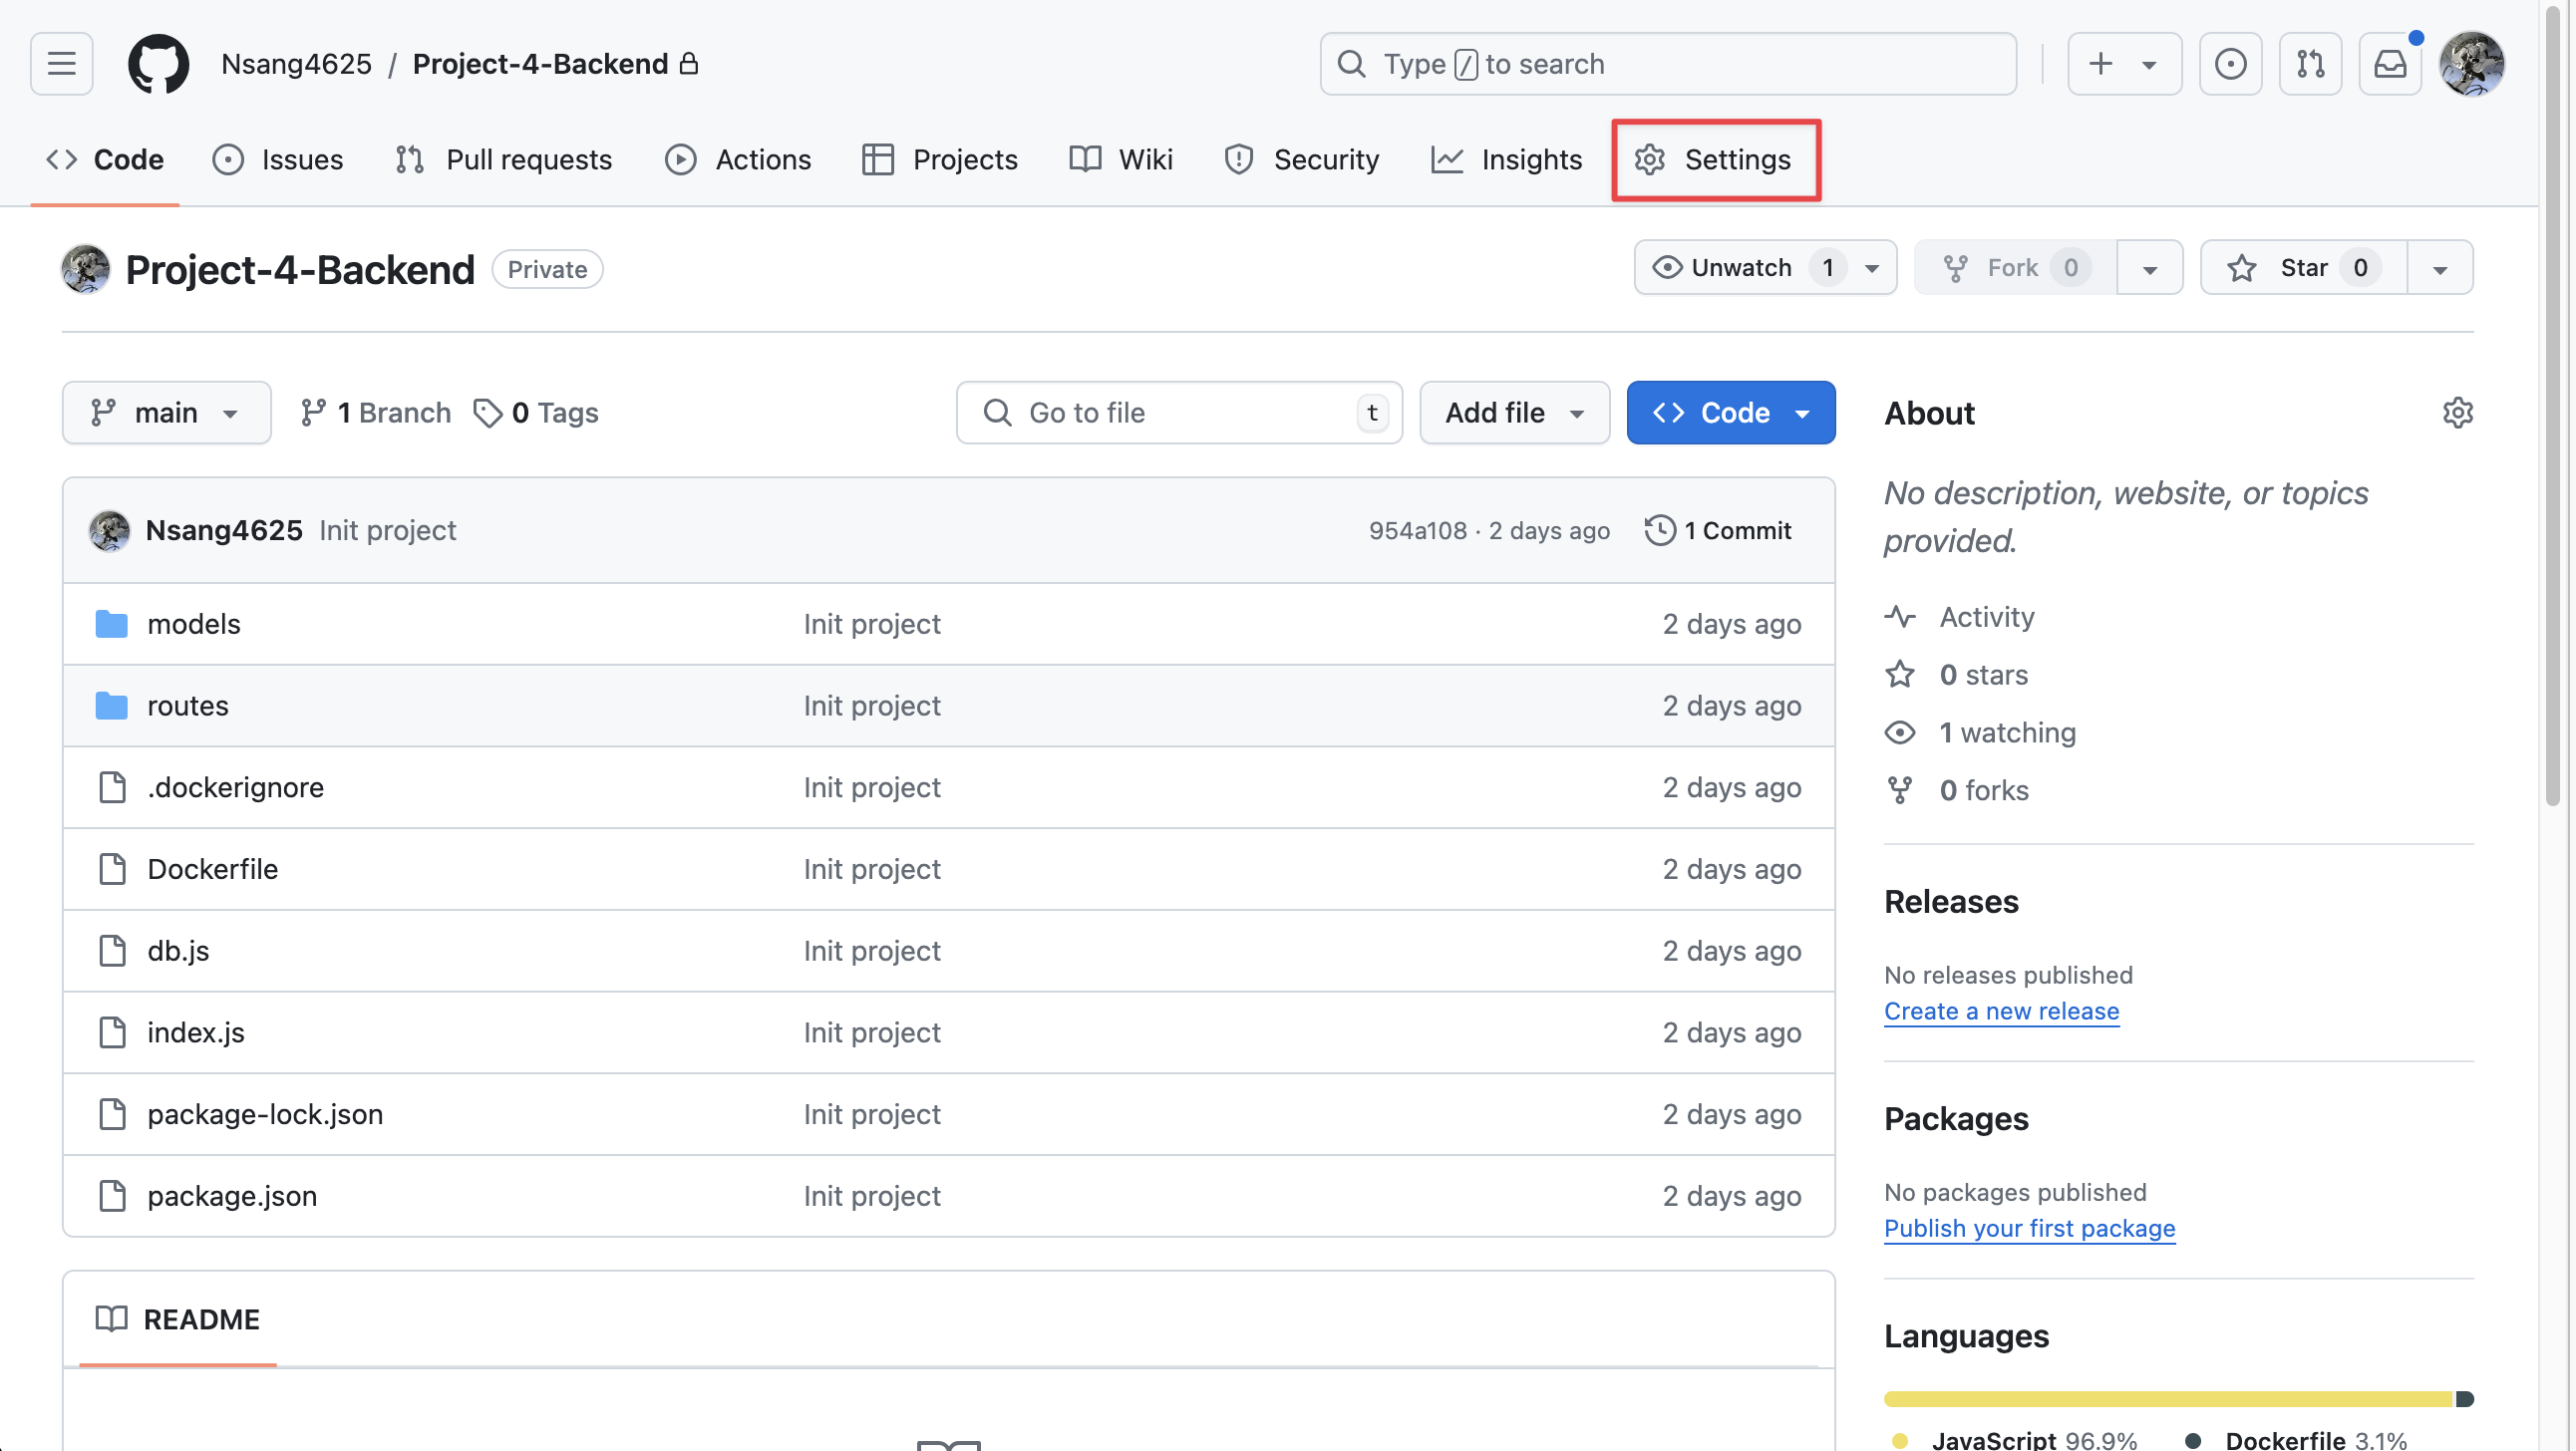 Nsang4625 / Project-4-Backend
Type / to search
Code Issues Pull requests Actions Projects Wiki Security Insights Settings
Project-4-Backend Private
Unwatch 1 Fork 0 Star 0
main 1 Branch 0 Tags
Go to file t
Add file Code
Nsang4625 Init project 954a108 · 2 days ago 1 Commit
models Init project 2 days ago
routes Init project 2 days ago
.dockerignore Init project 2 days ago
Dockerfile Init project 2 days ago
db.js Init project 2 days ago
index.js Init project 2 days ago
package-lock.json Init project 2 days ago
package.json Init project 2 days ago
README
About
No description, website, or topics
provided.
Activity
0 stars
1 watching
0 forks
Releases
No releases published
Create a new release
Packages
No packages published
Publish your first package
Languages
JavaScript 96.9% Dockerfile 3.1%